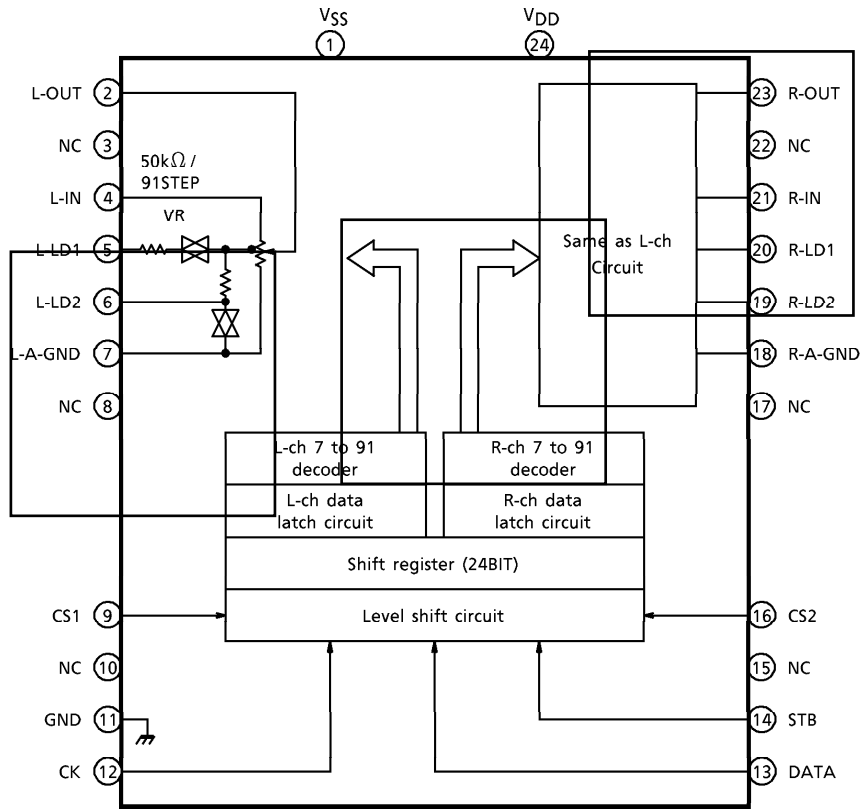 VSS
VDD
1
24
L-OUT 2
23 R-OUT
NC 3
22 NC
50kΩ /
91STEP
L-IN 4
21 R-IN
VR
L-LD1 5
20 R-LD1
Same as L-ch
Circuit
L-LD2 6
19 R-LD2
L-A-GND 7
18 R-A-GND
NC 8
17 NC
L-ch 7 to 91
decoder
R-ch 7 to 91
decoder
L-ch data
latch circuit
R-ch data
latch circuit
Shift register (24BIT)
Level shift circuit
CS1 9
16 CS2
NC 10
15 NC
GND 11
14 STB
CK 12
13 DATA